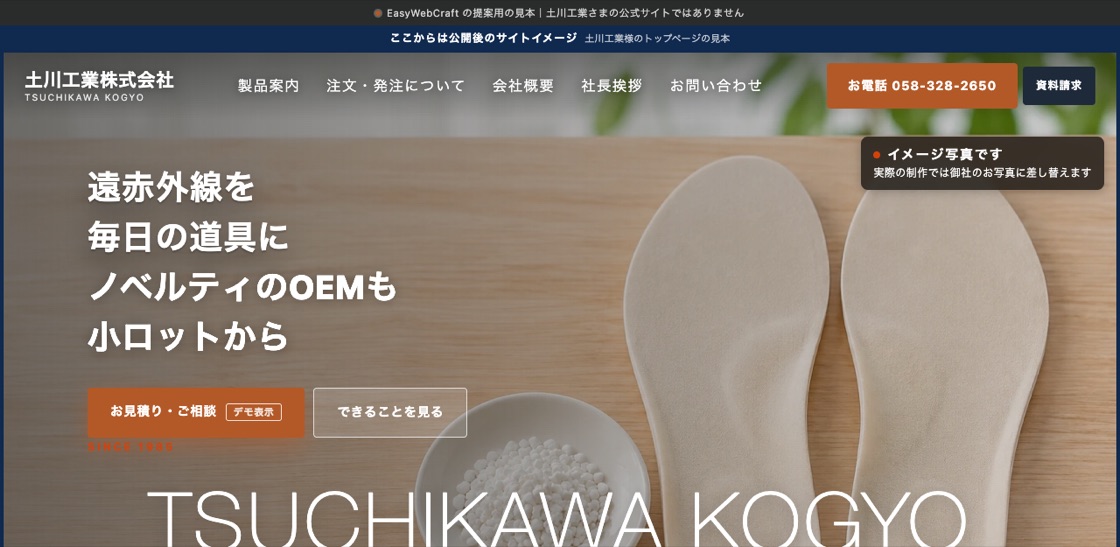 EasyWebCraft の提案用の見本｜土川工業さまの公式サイトではありません
ここからは公開後のサイトイメージ 土川工業様のトップページの見本
土川工業株式会社
TSUCHIKAWA KOGYO
製品案内 注文・発注について 会社概要 社長挨拶 お問い合わせ
お電話 058-328-2650
資料請求
イメージ写真です
実際の制作では御社のお写真に差し替えます
遠赤外線を
毎日の道具に
ノベルティのOEMも
小ロットから
お見積り・ご相談 デモ表示
できることを見る
TSUCHIKAWA KOGYO